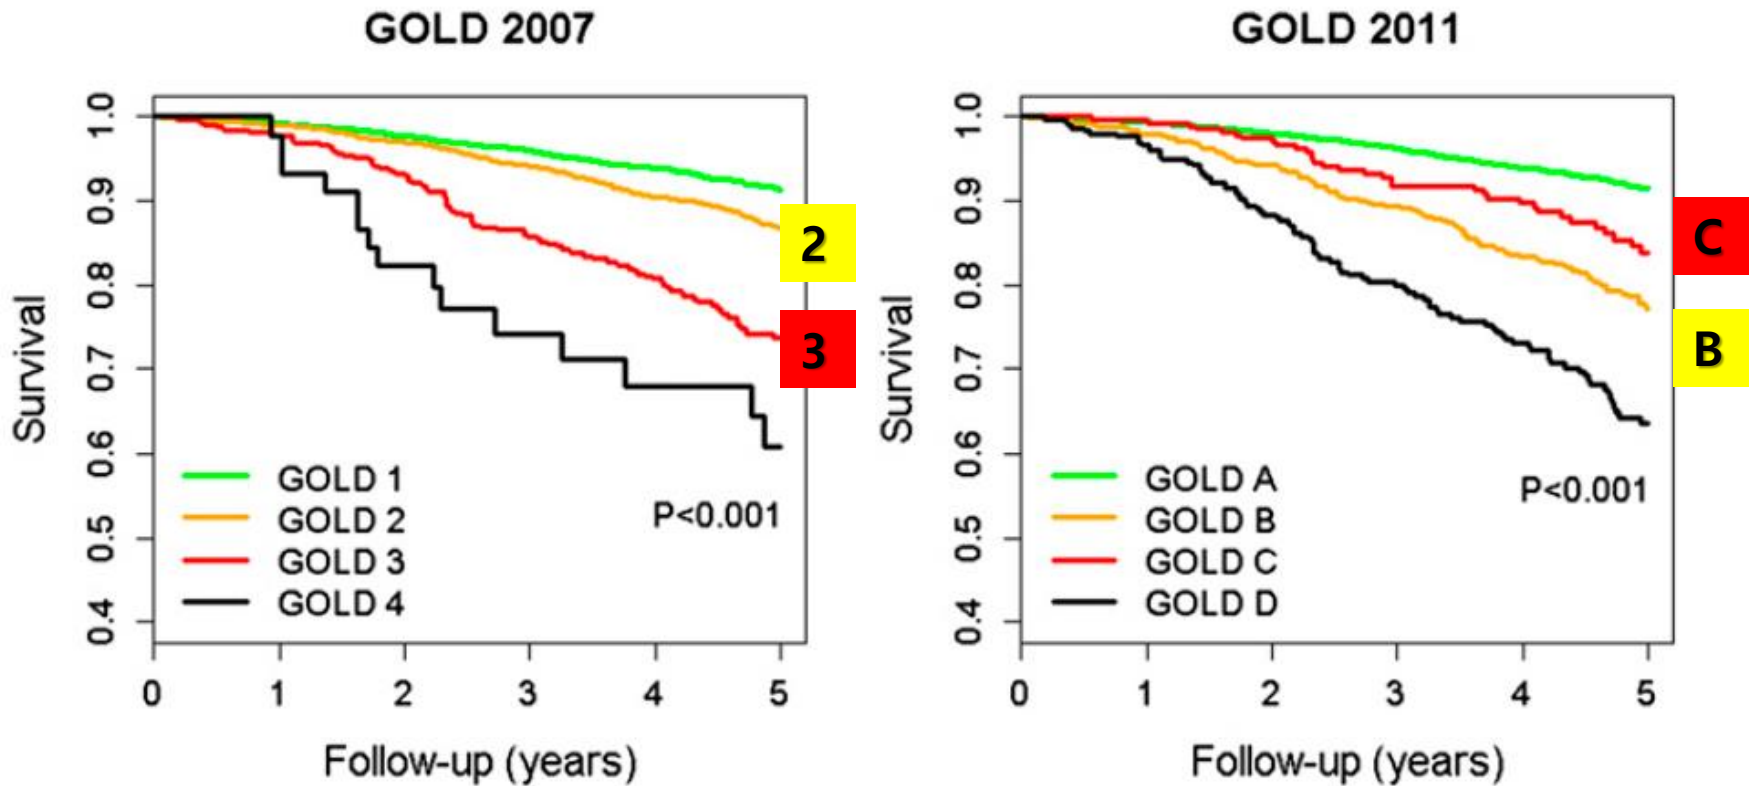 GOLD 2007
Survival
1.0
0.9
0.8
0.7
0.6
0.5
0.4
2
3
GOLD 1
GOLD 2
GOLD 3
GOLD 4
P<0.001
0 1 2 3 4 5
Follow-up (years)
GOLD 2011
Survival
1.0
0.9
0.8
0.7
0.6
0.5
0.4
C
B
GOLD A
GOLD B
GOLD C
GOLD D
P<0.001
0 1 2 3 4 5
Follow-up (years)